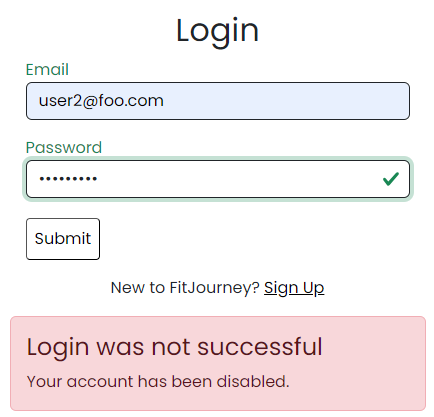 Login
Email
user2@foo.com
Password
•••••••••
Submit
New to FitJourney? Sign Up
Login was not successful
Your account has been disabled.